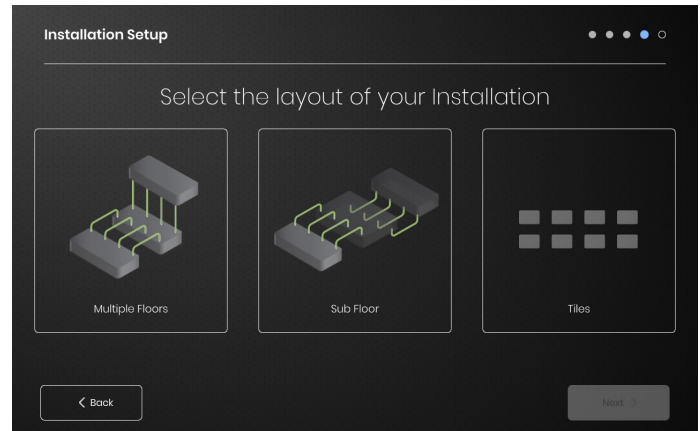 Installation Setup
Select the layout of your Installation
Multiple Floors
Sub Floor
Tiles
Back
Next